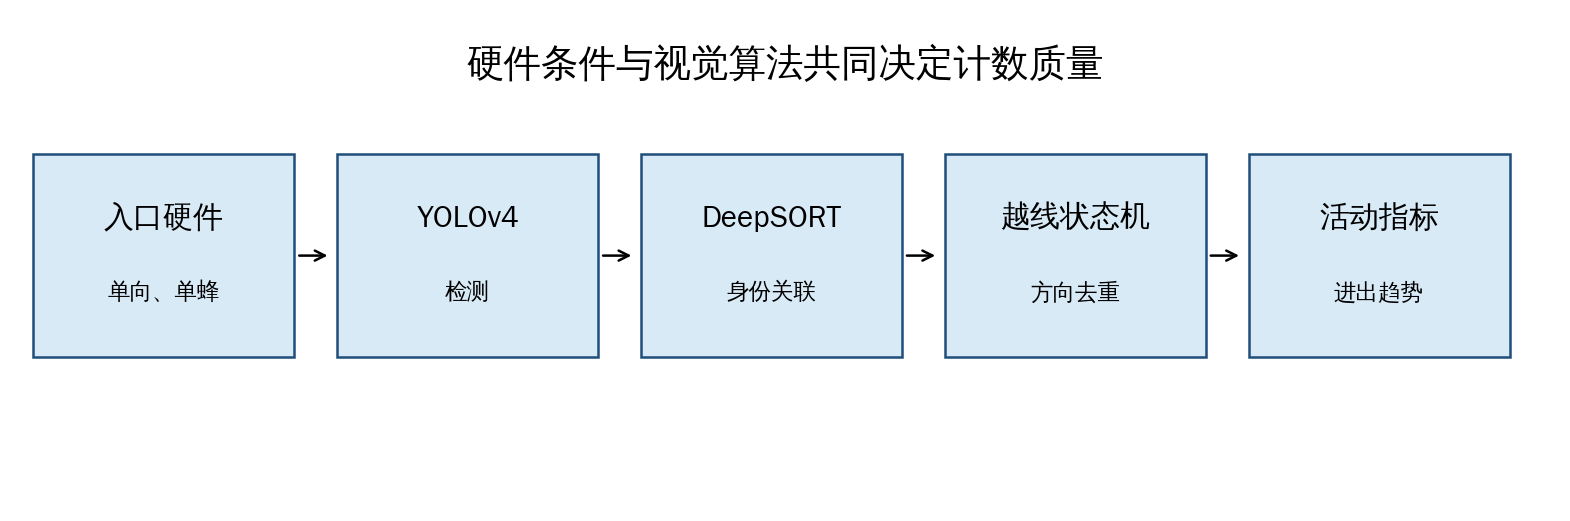 硬件条件与视觉算法共同决定计数质量
入口硬件
单向、单蜂
YOLOv4
检测
DeepSORT
身份关联
越线状态机
方向去重
活动指标
进出趋势